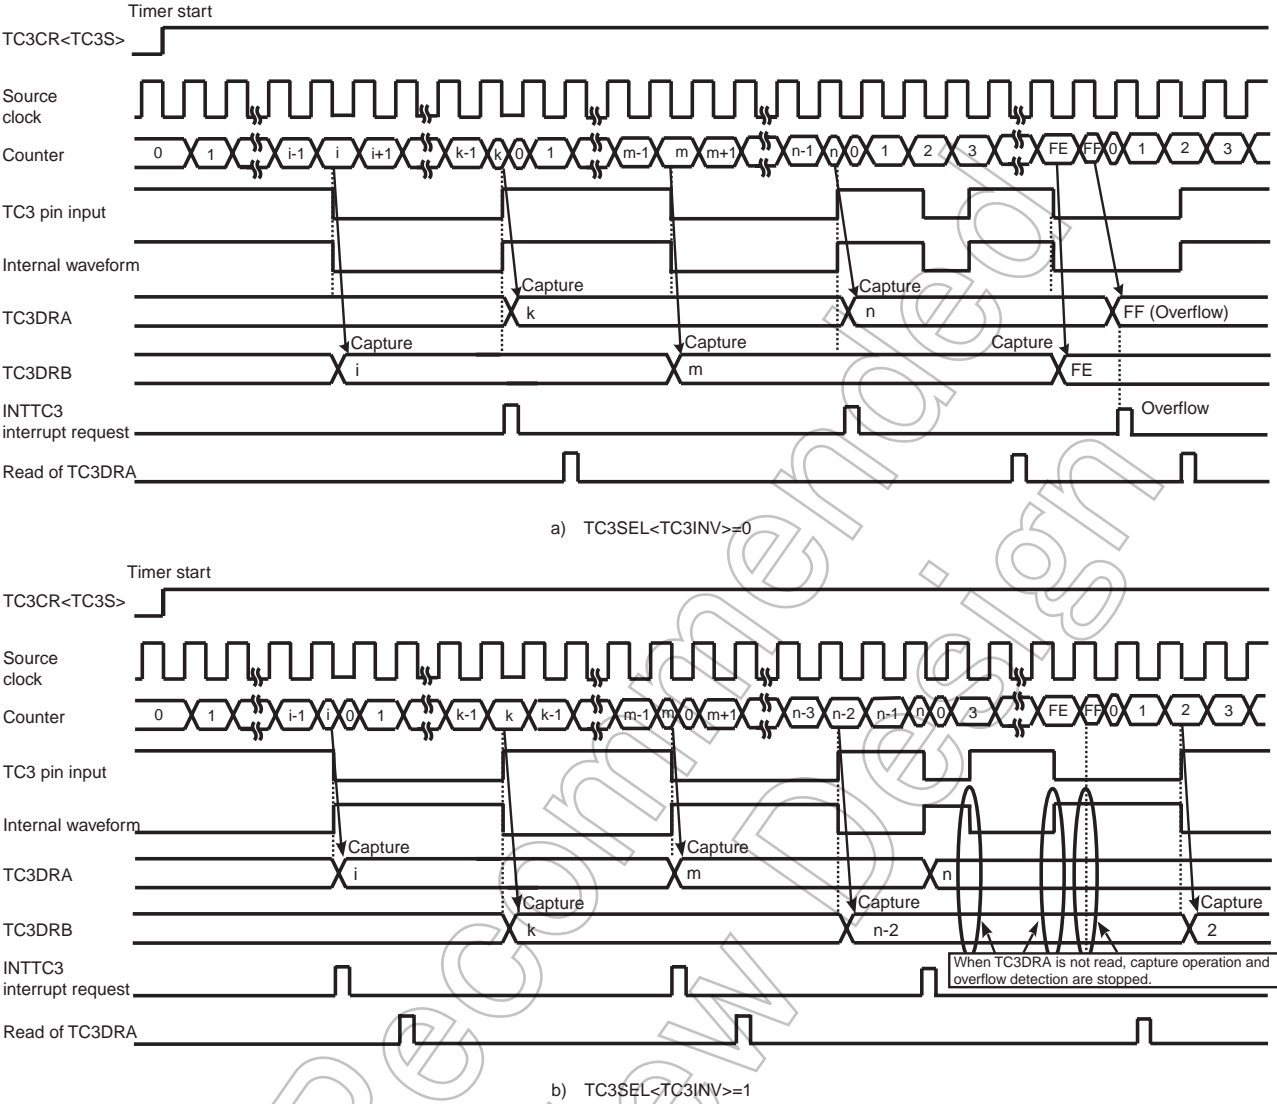 Timer start
TC3CR<TC3S>
Source
clock
Counter
0 1 i-1 i i+1 k-1 k 0 1 m-1 m m+1 n-1 n 0 1 2 3 FE FF 0 1 2 3
TC3 pin input
Internal waveform
Capture Capture
TC3DRA
k n FF (Overflow)
Capture Capture Capture
TC3DRB
i m FE
INTTC3
interrupt request
Overflow
Read of TC3DRA
a) TC3SEL<TC3INV>=0
Timer start
TC3CR<TC3S>
Source
clock
Counter
0 1 i-1 i 0 1 k-1 k k-1 m-1 m 0 m+1 n-3 n-2 n-1 n 0 3 FE FF 0 1 2 3
TC3 pin input
Internal waveform
Capture Capture
TC3DRA
i m n
Capture Capture Capture
TC3DRB
k n-2 2
When TC3DRA is not read, capture operation and
overflow detection are stopped.
INTTC3
interrupt request
Read of TC3DRA
b) TC3SEL<TC3INV>=1